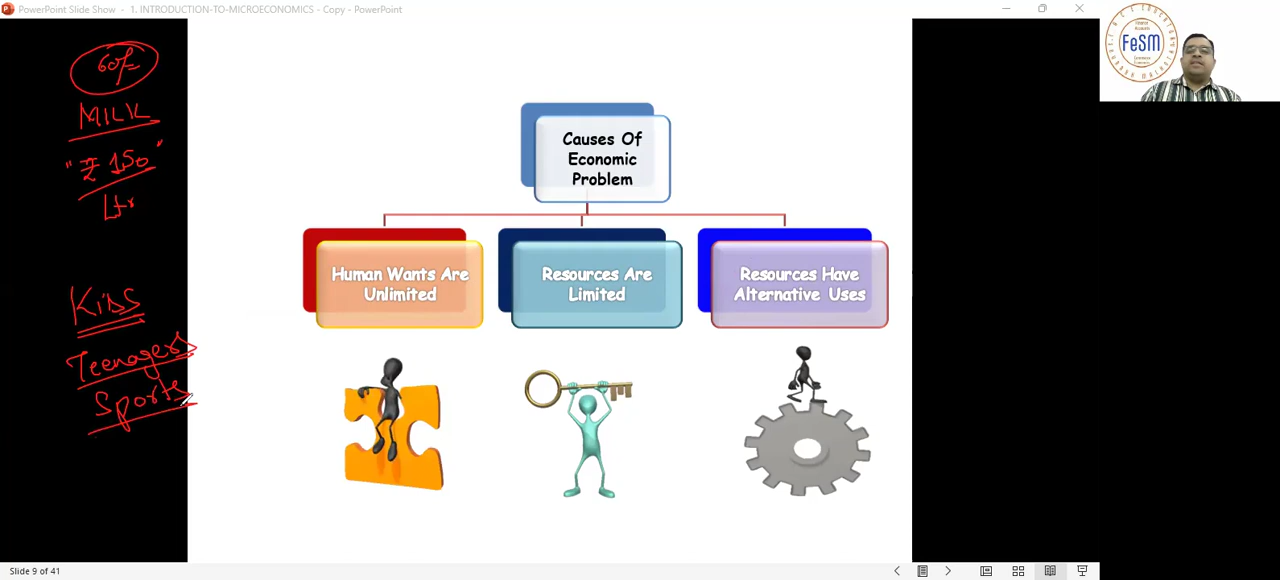 PowerPoint Slide Show - 1. INTRODUCTION-TO-MICROECONOMICS - Copy - PowerPoint
60/-
MILK
"₹ 150"
Ltr
Kids
Teenagers
Sports
Causes Of
Economic
Problem
Human Wants Are
Unlimited
Resources Are
Limited
Resources Have
Alternative Uses
FeSM
Slide 9 of 41